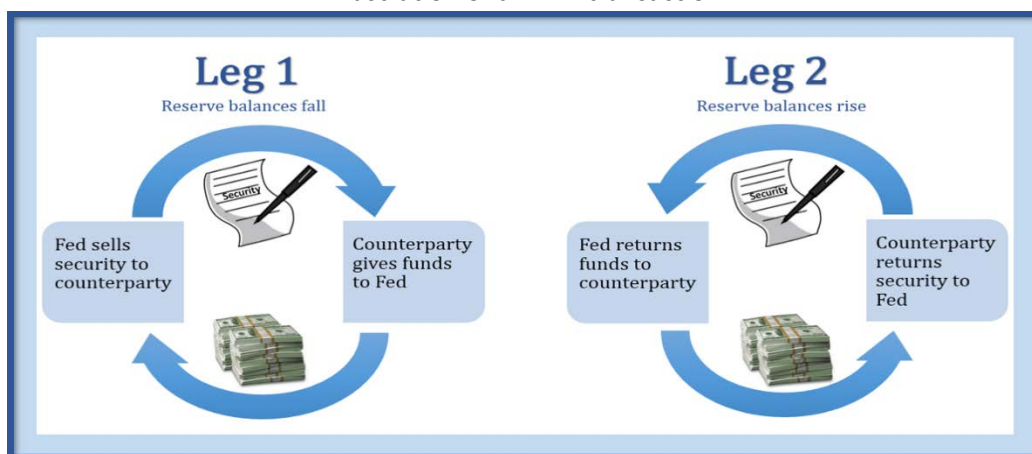 Leg 1
Reserve balances fall
Security
Fed sells
security to
counterparty
Counterparty
gives funds
to Fed
Leg 2
Reserve balances rise
Security
Fed returns
funds to
counterparty
Counterparty
returns
security to
Fed